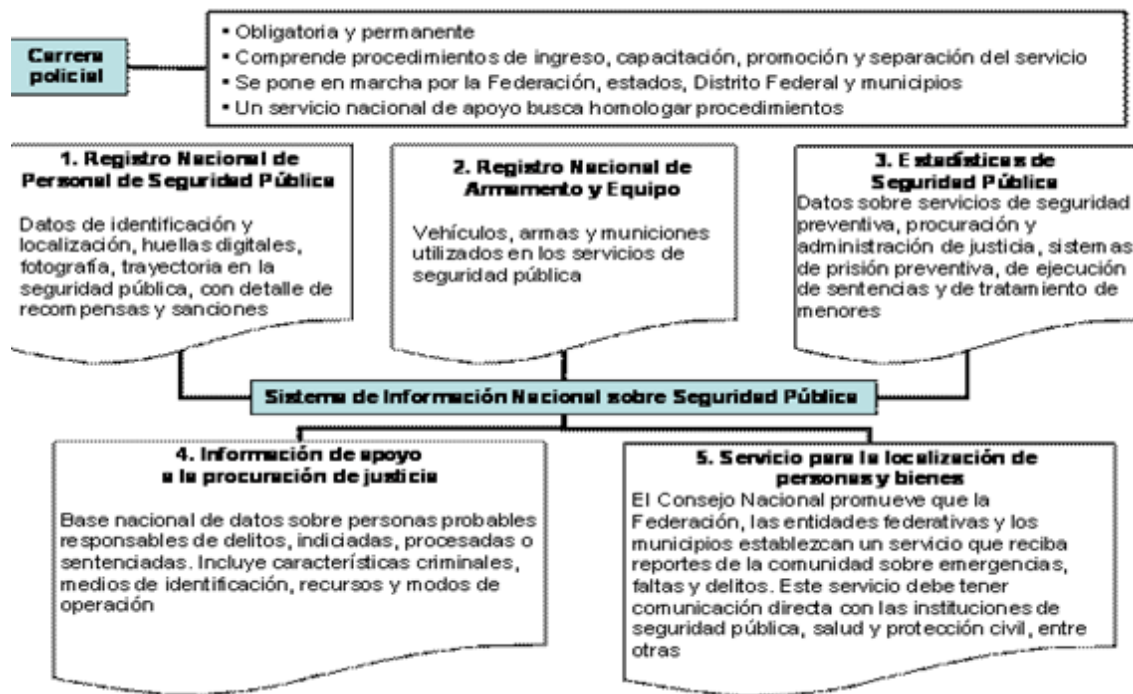 Carrera
policial
▪ Obligatoria y permanente
▪ Comprende procedimientos de ingreso, capacitación, promoción y separación del servicio
▪ Se pone en marcha por la Federación, estados, Distrito Federal y municipios
▪ Un servicio nacional de apoyo busca homologar procedimientos
1. Registro Nacional de
Personal de Seguridad Pública
Datos de identificación y
localización, huellas digitales,
fotografía, trayectoria en la
seguridad pública, con detalle de
recompensas y sanciones
2. Registro Nacional de
Armamento y Equipo
Vehículos, armas y municiones
utilizados en los servicios de
seguridad pública
3. Estadísticas de
Seguridad Pública
Datos sobre servicios de seguridad
preventiva, procuración y
administración de justicia, sistemas
de prisión preventiva, de ejecución
de sentencias y de tratamiento de
menores
Sistema de Información Nacional sobre Seguridad Pública
4. Información de apoyo
a la procuración de justicia
Base nacional de datos sobre personas probables
responsables de delitos, indiciadas, procesadas o
sentenciadas. Incluye características criminales,
medios de identificación, recursos y modos de
operación
5. Servicio para la localización de
personas y bienes
El Consejo Nacional promueve que la
Federación, las entidades federativas y los
municipios establezcan un servicio que reciba
reportes de la comunidad sobre emergencias,
faltas y delitos. Este servicio debe tener
comunicación directa con las instituciones de
seguridad pública, salud y protección civil, entre
otras